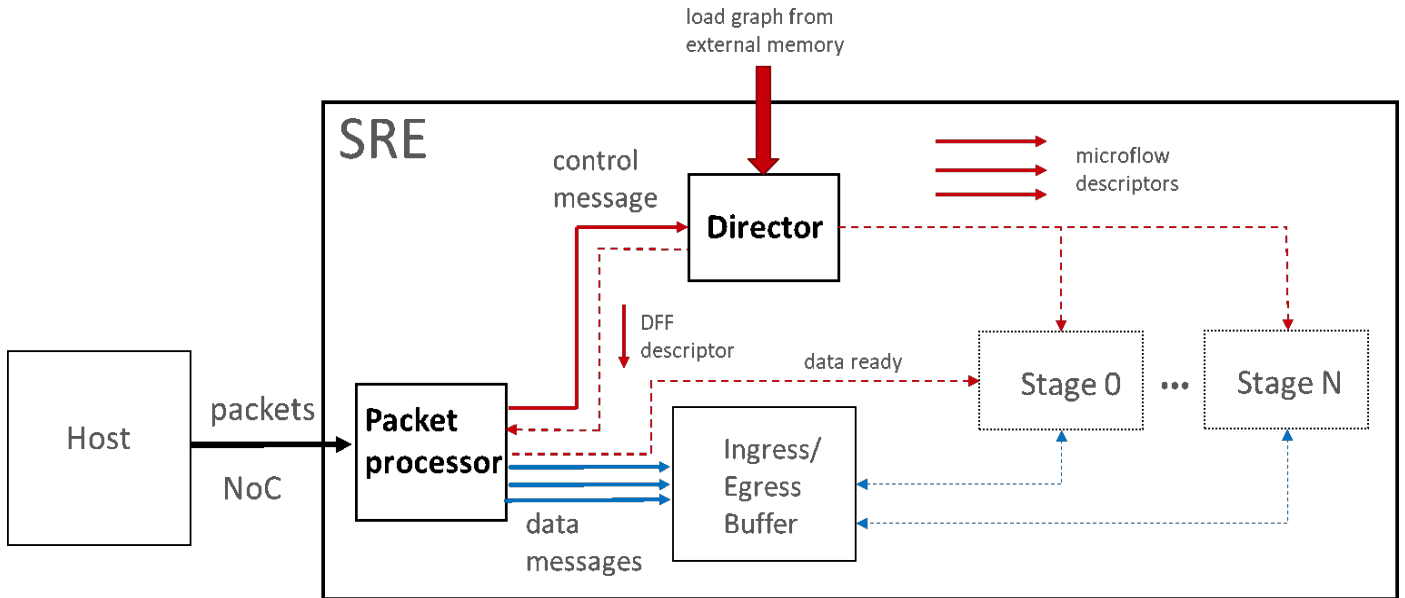 load graph from
external memory
SRE
control
message
microflow
descriptors
Director
DFF
descriptor
data ready
Stage 0
...
Stage N
Host
packets
NoC
Packet
processor
Ingress/
Egress
Buffer
data
messages